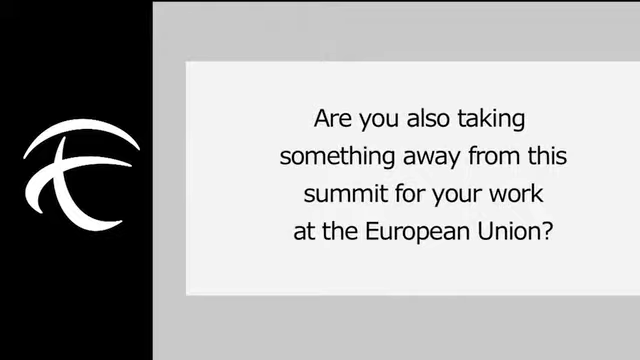 Are you also taking
something away from this
summit for your work
at the European Union?